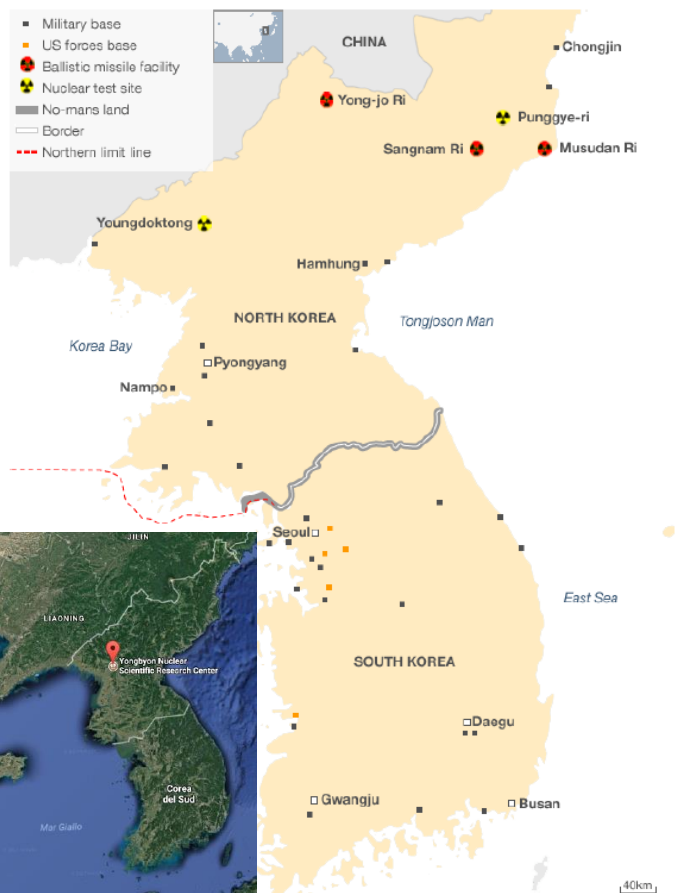 Military base
US forces base
Ballistic missile facility
Nuclear test site
No-mans land
Border
Northern limit line
CHINA
Chongjin
Yong-jo Ri
Punggye-ri
Sangnam Ri
Musudan Ri
Youngdoktong
Hamhung
NORTH KOREA
Tongjoson Man
Korea Bay
Pyongyang
Nampo
Seoul
East Sea
SOUTH KOREA
Daegu
Gwangju
Busan
40km
JILIN
LIAONING
Yongbyon Nuclear
Scientific Research Center
Corea
del Sud
Mar Giallo